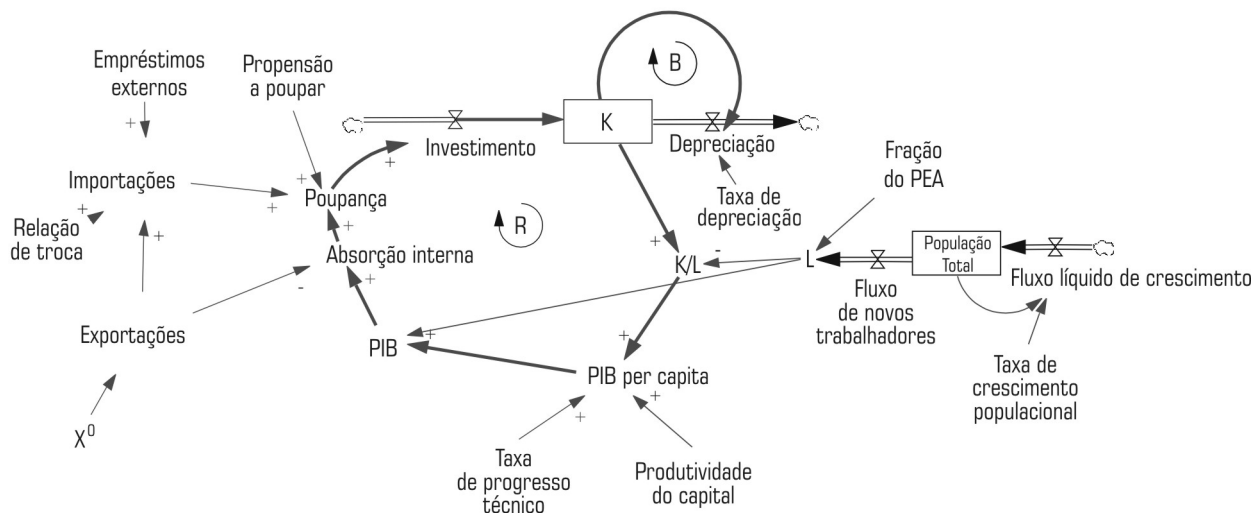 Empréstimos
externos
Propensão
a poupar
B
K
Investimento
Depreciação
Fração
do PEA
+
Importações
+
+
+
Poupança
Taxa de
depreciação
+
Relação
de troca
+
+
R
Absorção interna
+
-
K/L
L
População
Total
Fluxo líquido de crescimento
-
+
Fluxo
de novos
trabalhadores
Exportações
PIB
+
+
PIB per capita
Taxa de
crescimento
populacional
+
+
X⁰
Taxa
de progresso
técnico
Produtividade
do capital